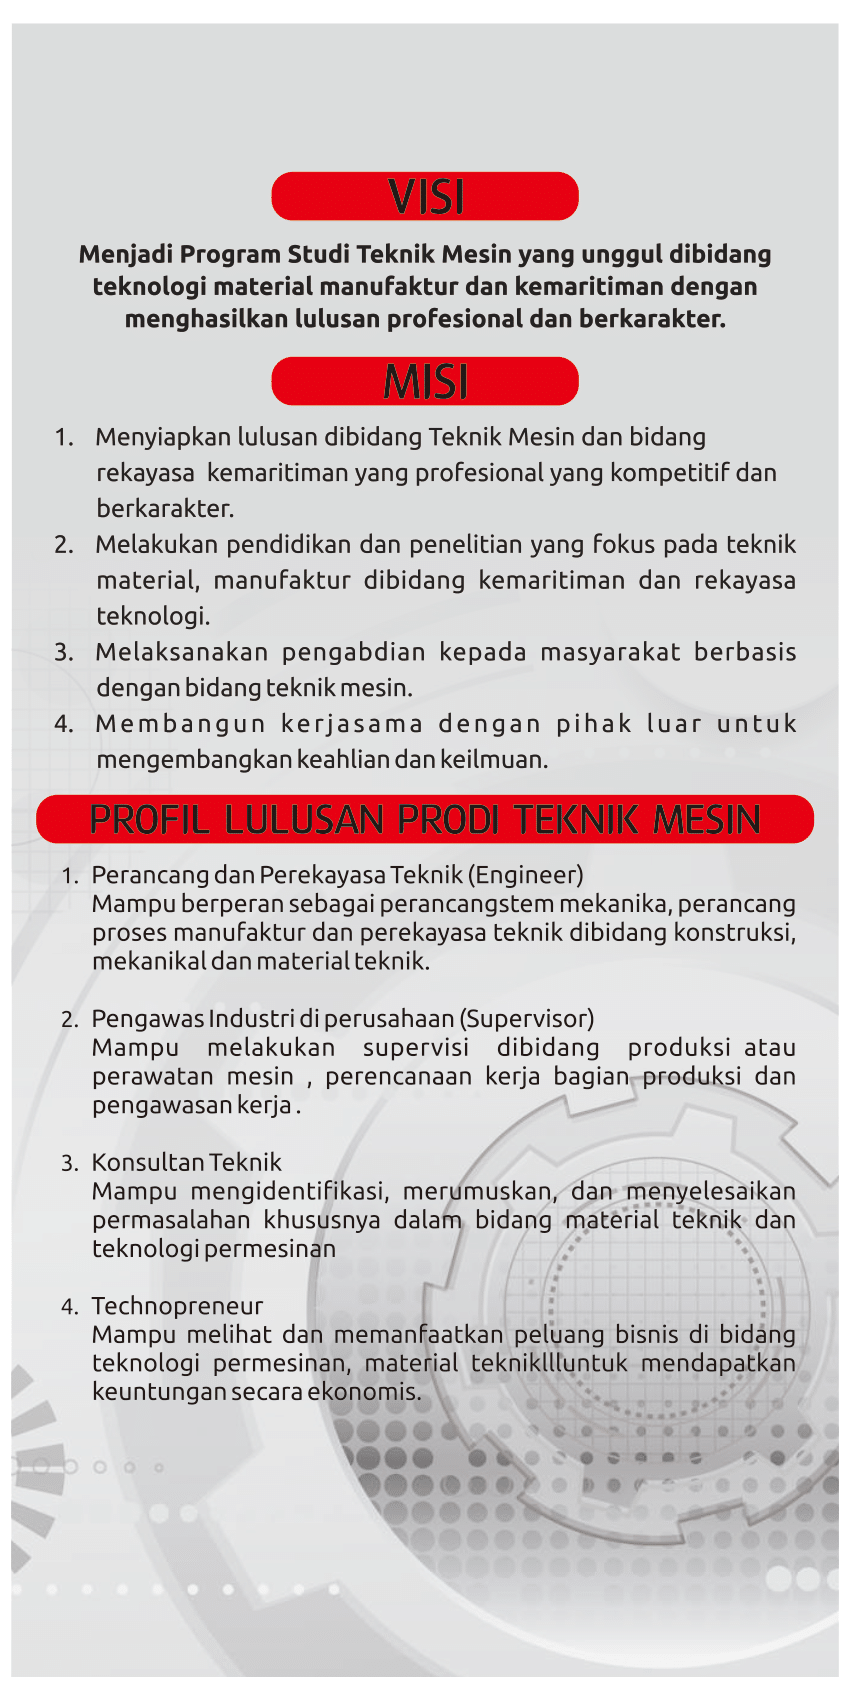 VISI
Menjadi Program Studi Teknik Mesin yang unggul dibidang
teknologi material manufaktur dan kemaritiman dengan
menghasilkan lulusan profesional dan berkarakter.
MISI
1. Menyiapkan lulusan dibidang Teknik Mesin dan bidang
rekayasa kemaritiman yang profesional yang kompetitif dan
berkarakter.
2. Melakukan pendidikan dan penelitian yang fokus pada teknik
material, manufaktur dibidang kemaritiman dan rekayasa
teknologi.
3. Melaksanakan pengabdian kepada masyarakat berbasis
dengan bidang teknik mesin.
4. Membangun kerjasama dengan pihak luar untuk
mengembangkan keahlian dan keilmuan.
PROFIL LULUSAN PRODI TEKNIK MESIN
1. Perancang dan Perekayasa Teknik (Engineer)
Mampu berperan sebagai perancangstem mekanika, perancang
proses manufaktur dan perekayasa teknik dibidang konstruksi,
mekanikal dan material teknik.
2. Pengawas Industri di perusahaan (Supervisor)
Mampu melakukan supervisi dibidang produksi atau
perawatan mesin , perencanaan kerja bagian produksi dan
pengawasan kerja .
3. Konsultan Teknik
Mampu mengidentifikasi, merumuskan, dan menyelesaikan
permasalahan khususnya dalam bidang material teknik dan
teknologi permesinan
4. Technopreneur
Mampu melihat dan memanfaatkan peluang bisnis di bidang
teknologi permesinan, material teknikllluntuk mendapatkan
keuntungan secara ekonomis.